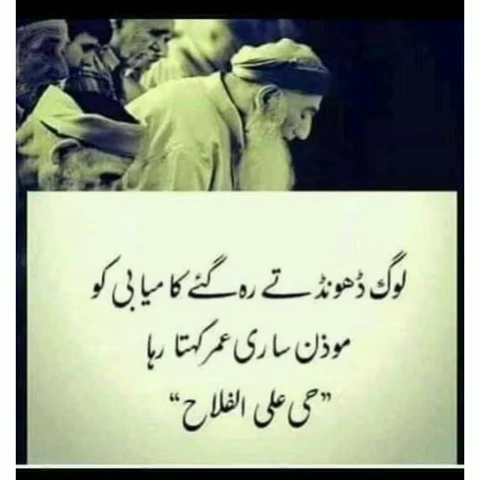 لوگ ڈھونڈتے رہ گئے کامیابی کو
موذن ساری عمر کہتا رہا
”حی علی الفلاح“